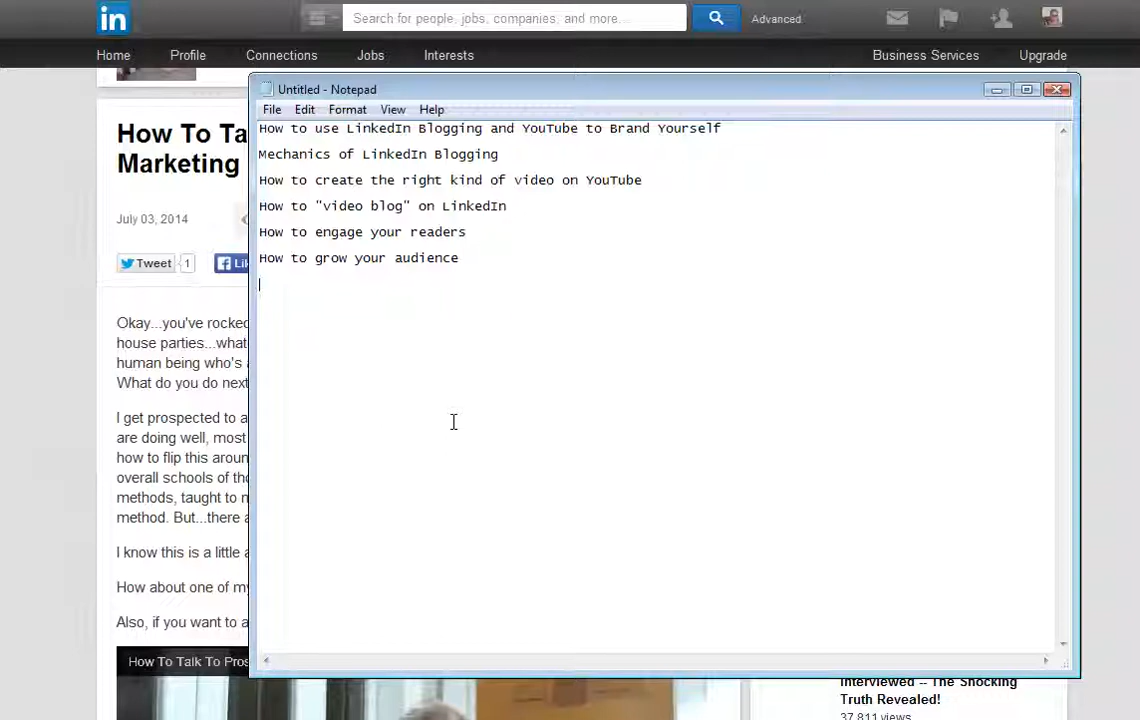 in
Search for people, jobs, companies, and more...
Advanced
Home Profile Connections Jobs Interests Business Services Upgrade
Untitled - Notepad
File Edit Format View Help
How to use LinkedIn Blogging and YouTube to Brand Yourself
Mechanics of LinkedIn Blogging
How to create the right kind of video on YouTube
How to "video blog" on LinkedIn
How to engage your readers
How to grow your audience
How To Ta
Marketing
July 03, 2014
Tweet 1
Lik
Okay...you've rocked
house parties...what
human being who's
What do you do next
I get prospected to a
are doing well, most
how to flip this aroun
overall schools of tho
methods, taught to
method. But...there
I know this is a little a
How about one of my
Also, if you want to a
How To Talk To Pros
Interviewed -- The Shocking
Truth Revealed!
37,811 views